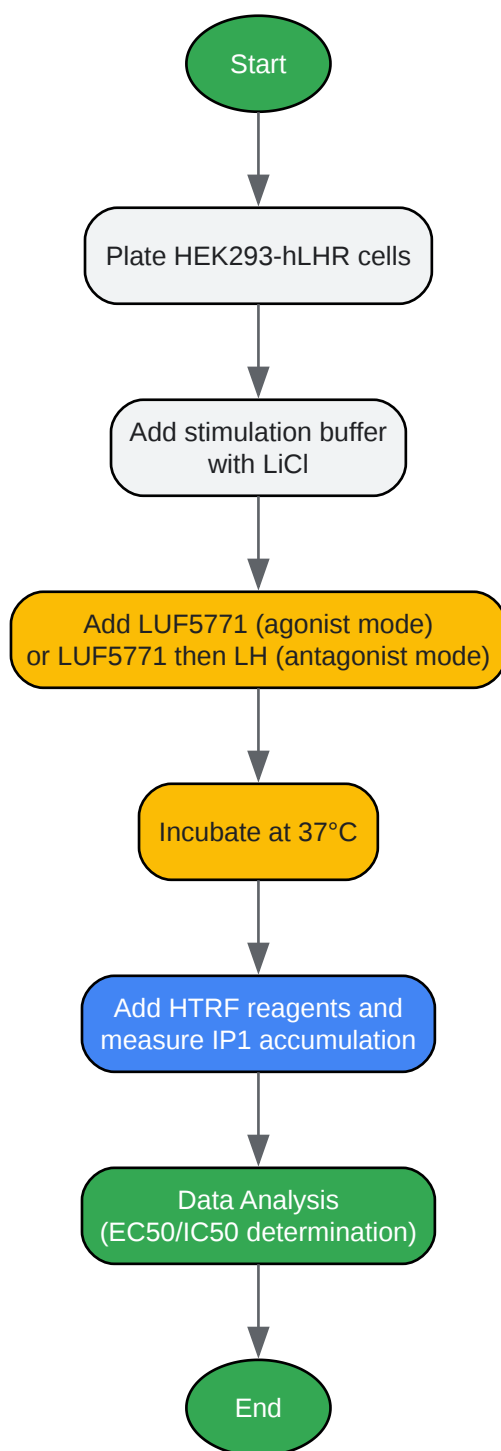 Start
Plate HEK293-hLHR cells
Add stimulation buffer
with LiCl
Add LUF5771 (agonist mode)
or LUF5771 then LH (antagonist mode)
Incubate at 37°C
Add HTRF reagents and
measure IP1 accumulation
Data Analysis
(EC50/IC50 determination)
End